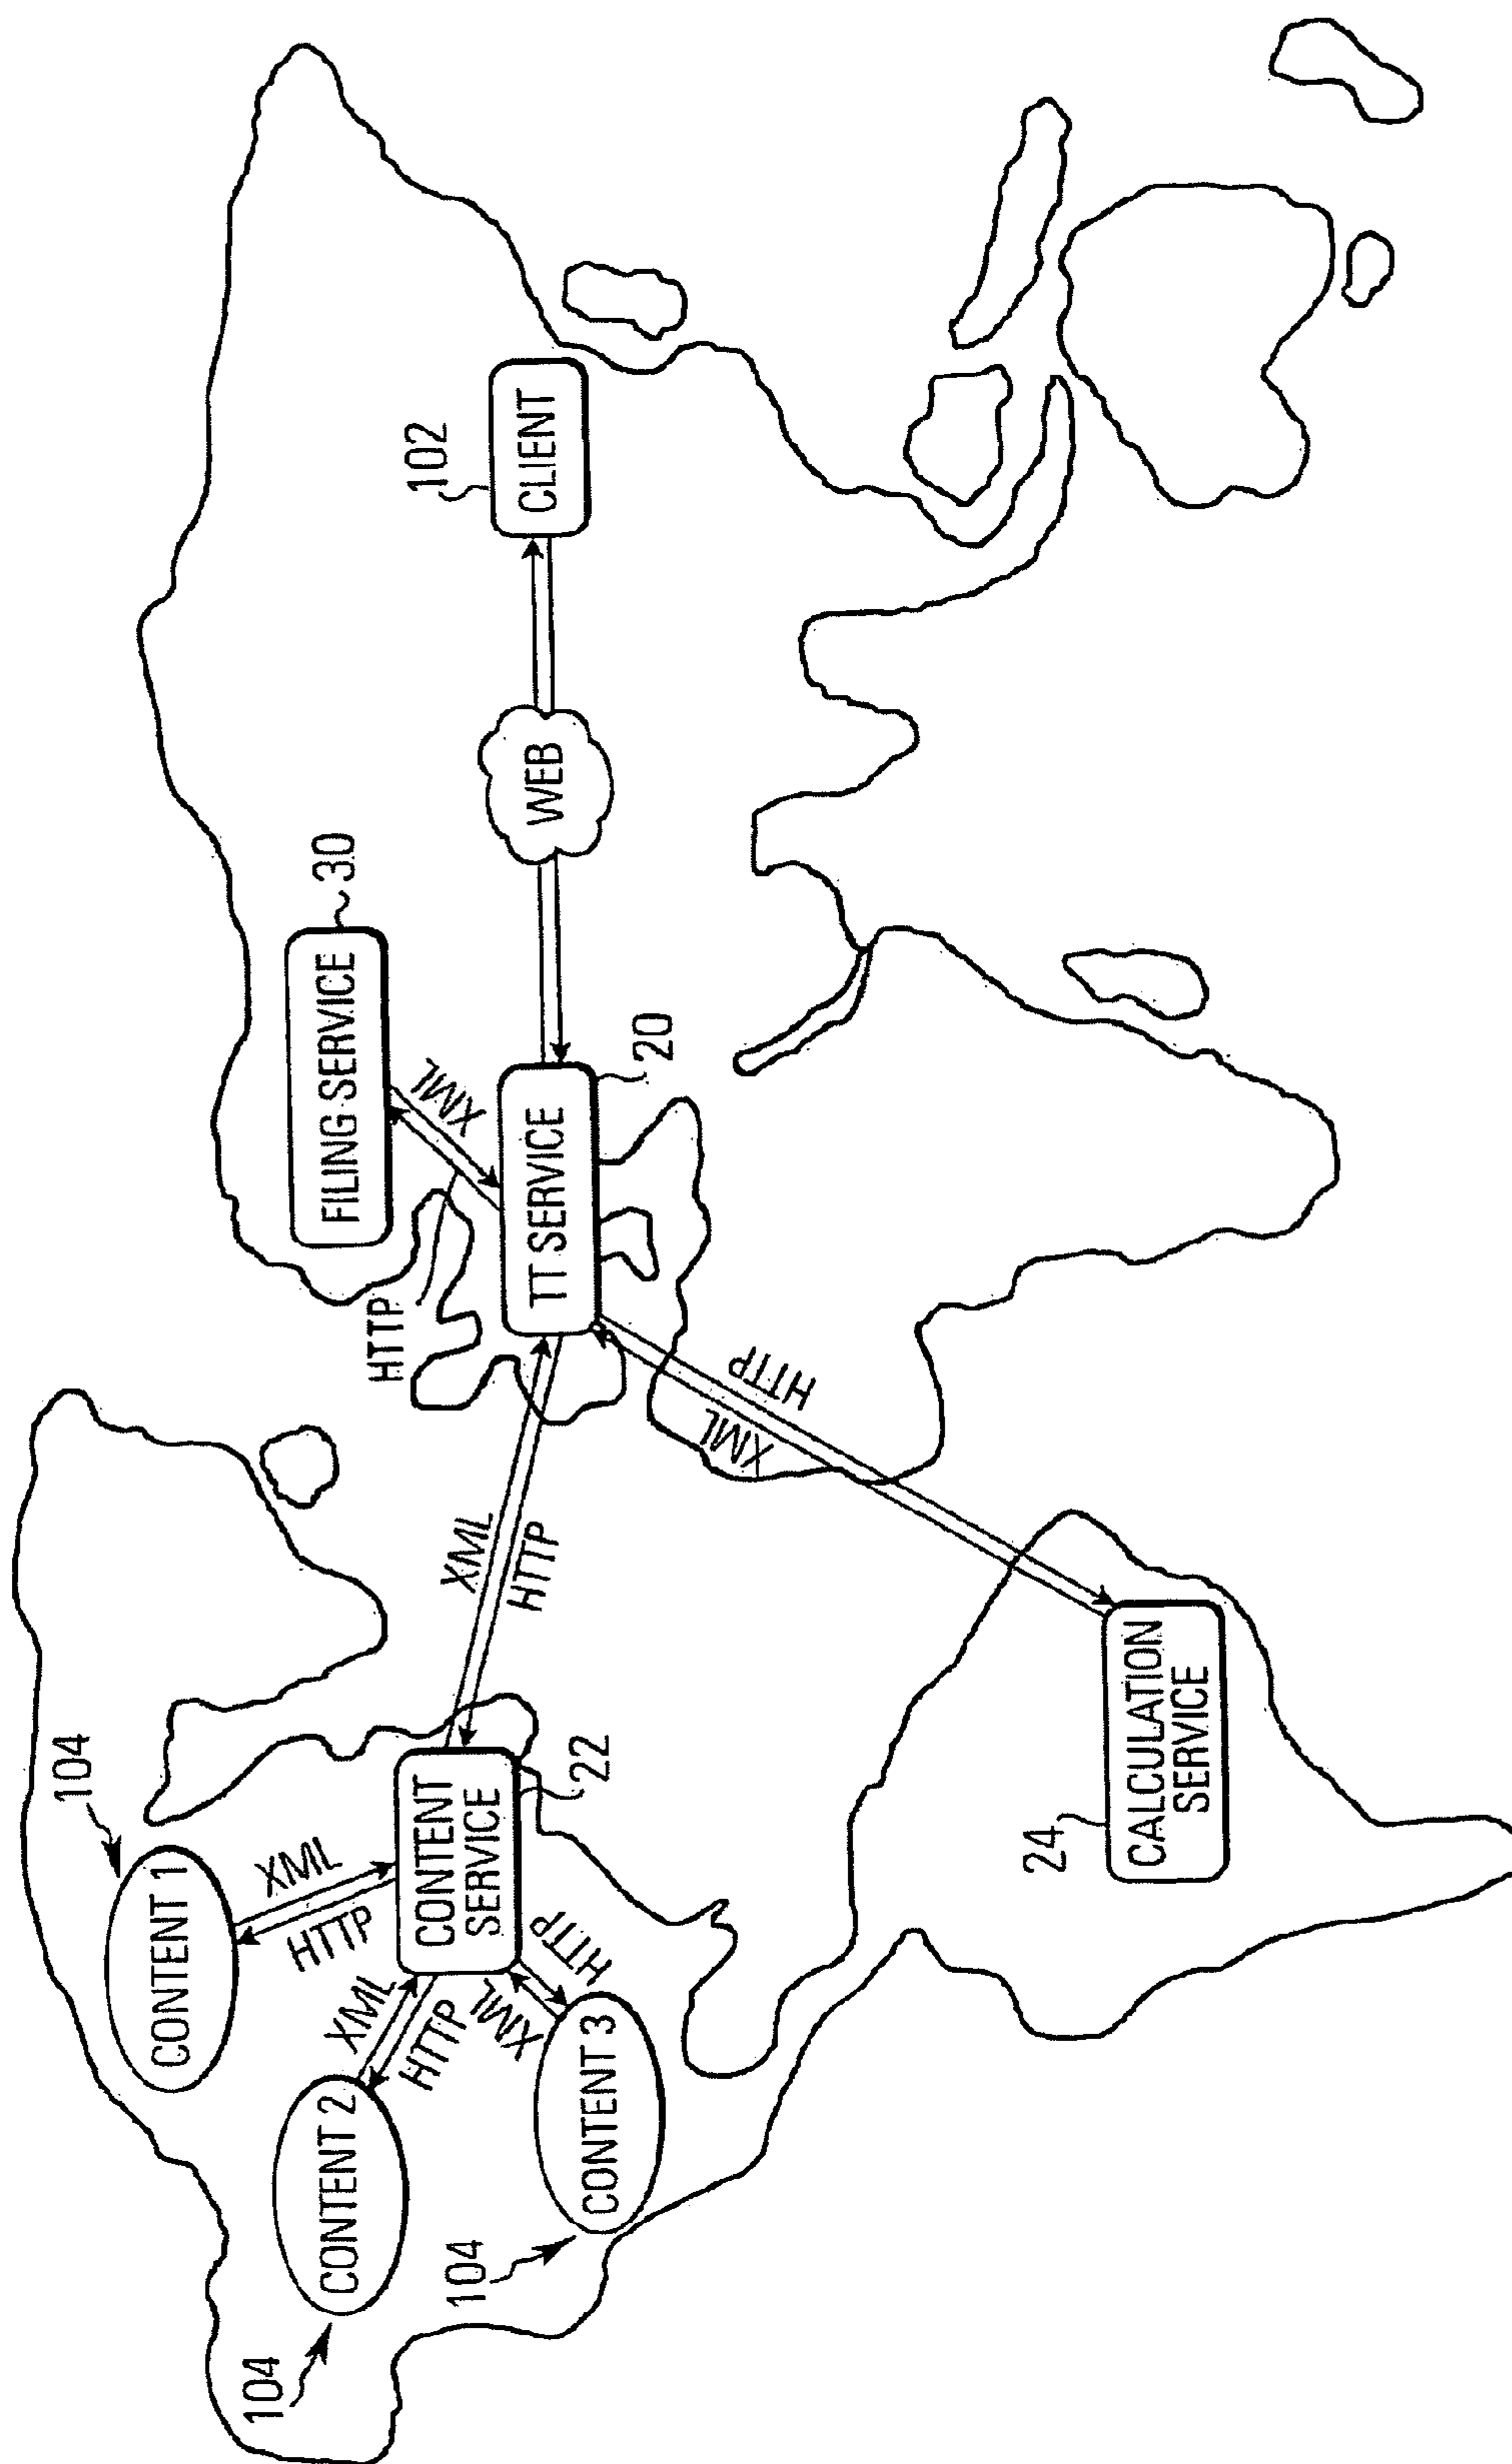 104
CONTENT 1
XML
HTTP
104
CONTENT 2
XML
HTTP
104
CONTENT 3
XML
HTTP
CONTENT
SERVICE
22
XML
HTTP
HTTP
XML
FILING SERVICE
30
TT SERVICE
20
WEB
102
CLIENT
XML
HTTP
24
CALCULATION
SERVICE